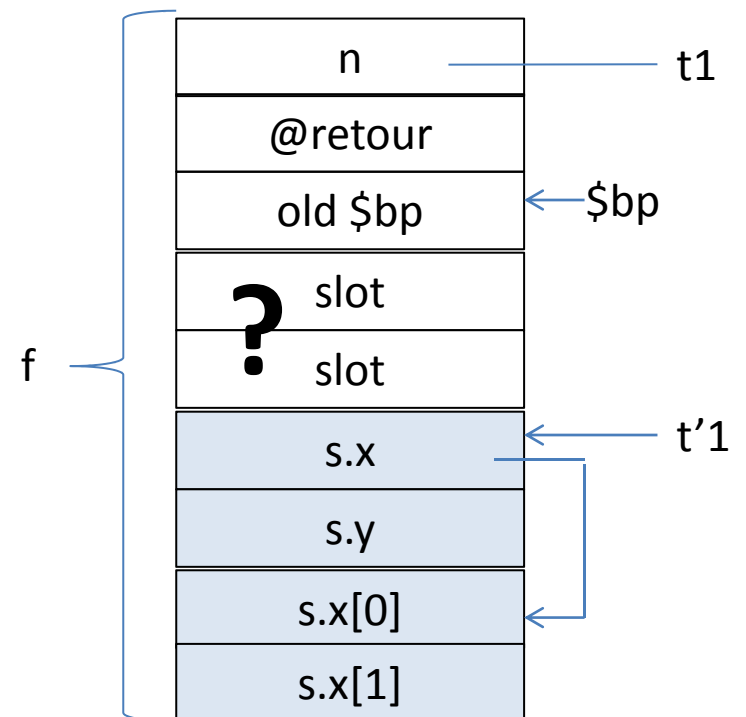 n
t1
@retour
old $bp
$bp
? slot
slot
f
s.x
t’1
s.y
s.x[0]
s.x[1]